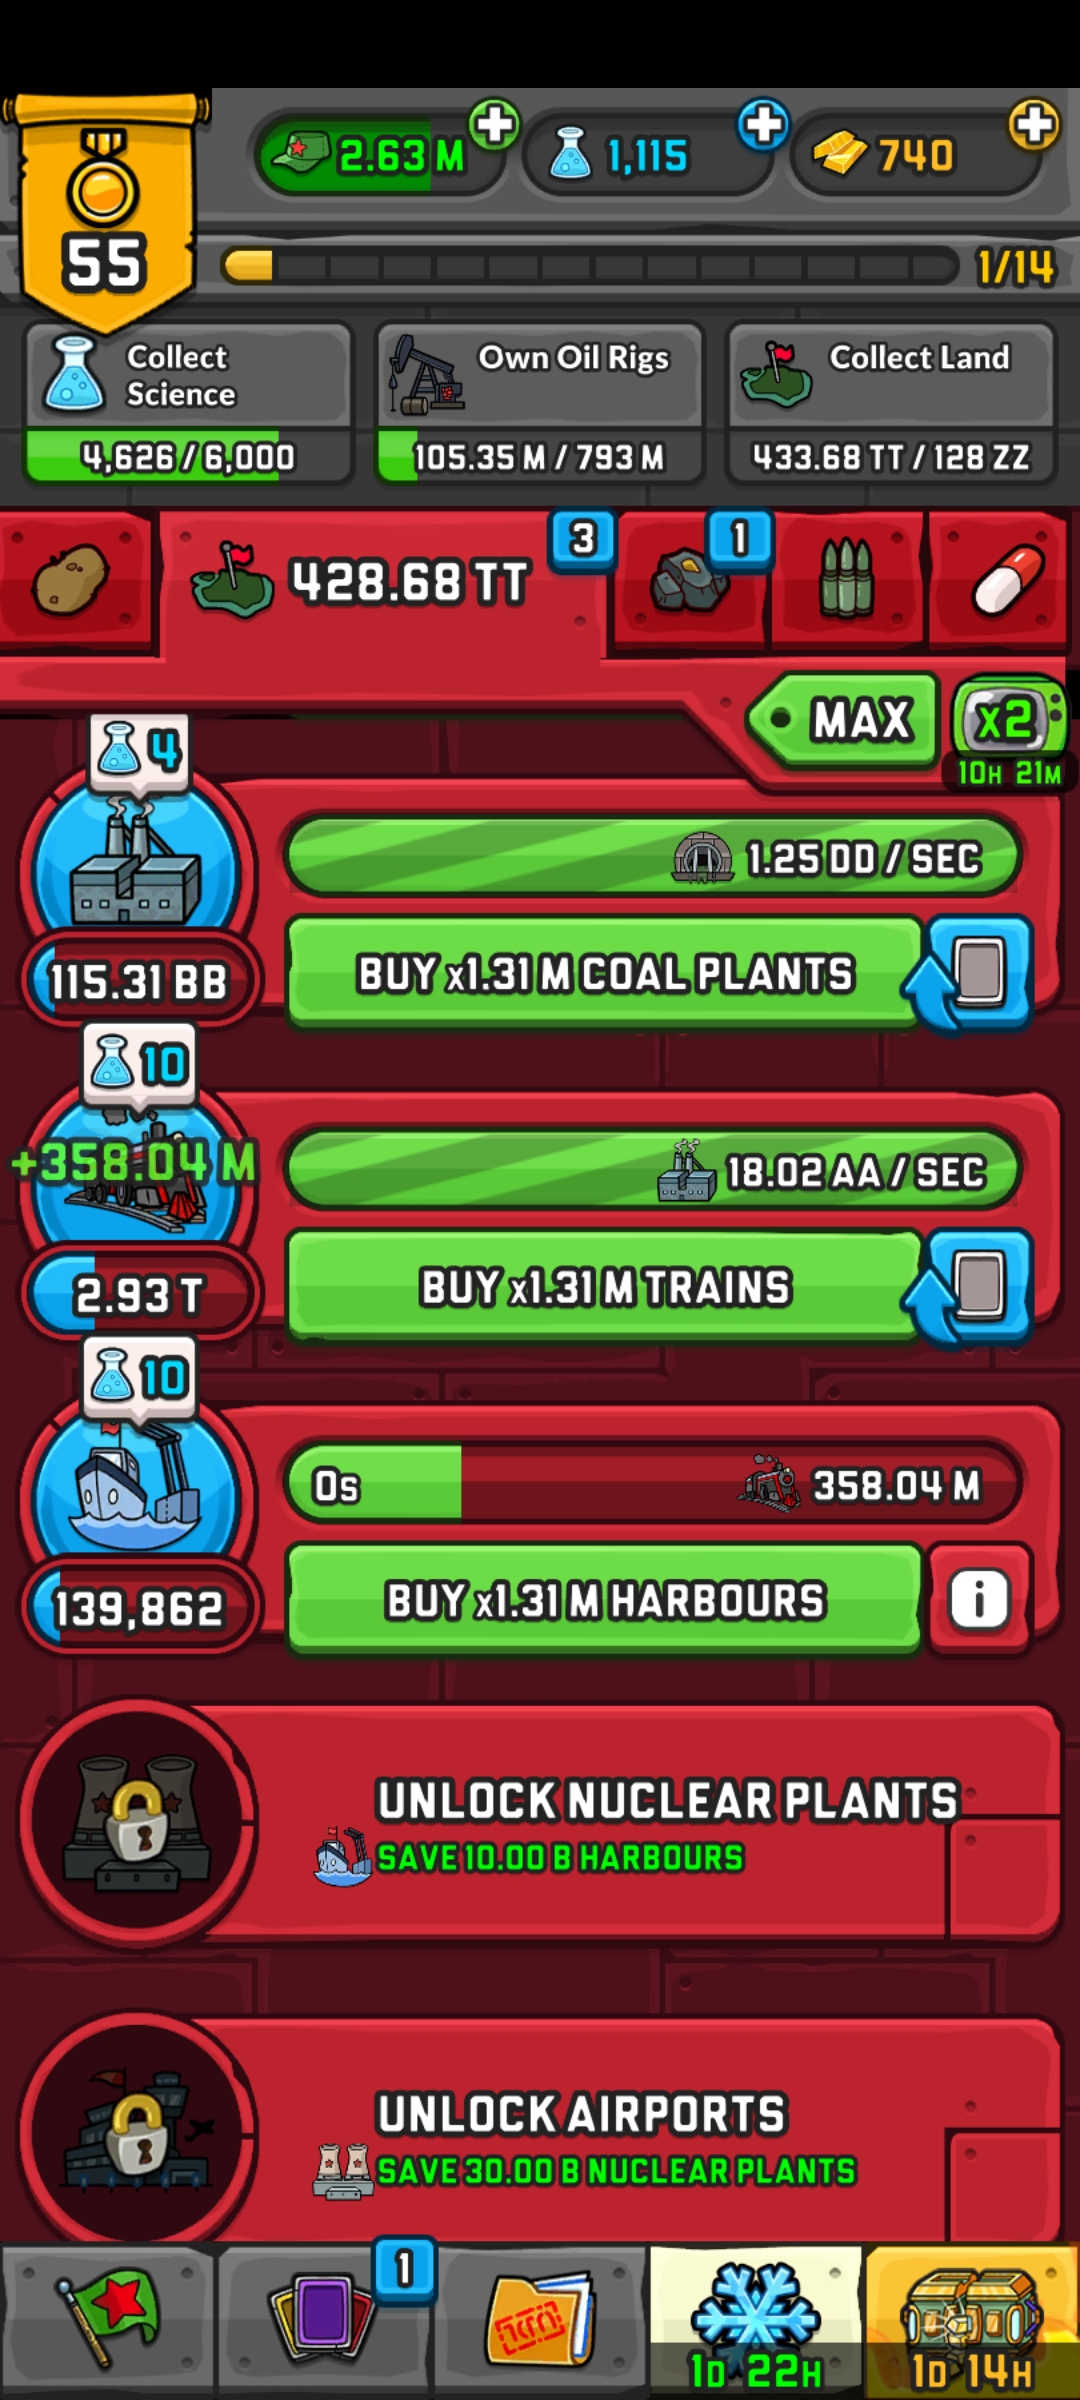 2.63 M
1,115
740
55
1/14
Collect
Science
4,626 / 6,000
Own Oil Rigs
105.35 M / 793 M
Collect Land
433.68 TT / 128 ZZ
428.68 TT
3
1
MAX
x2
10H 21M
4
1.25 DD / SEC
BUY x1.31 M COAL PLANTS
115.31 BB
10
+358.04 M
18.02 AA / SEC
BUY x1.31 M TRAINS
2.93 T
10
0s
358.04 M
BUY x1.31 M HARBOURS
i
139,862
UNLOCK NUCLEAR PLANTS
SAVE 10.00 B HARBOURS
UNLOCK AIRPORTS
SAVE 30.00 B NUCLEAR PLANTS
1
1D 22H
1D 14H